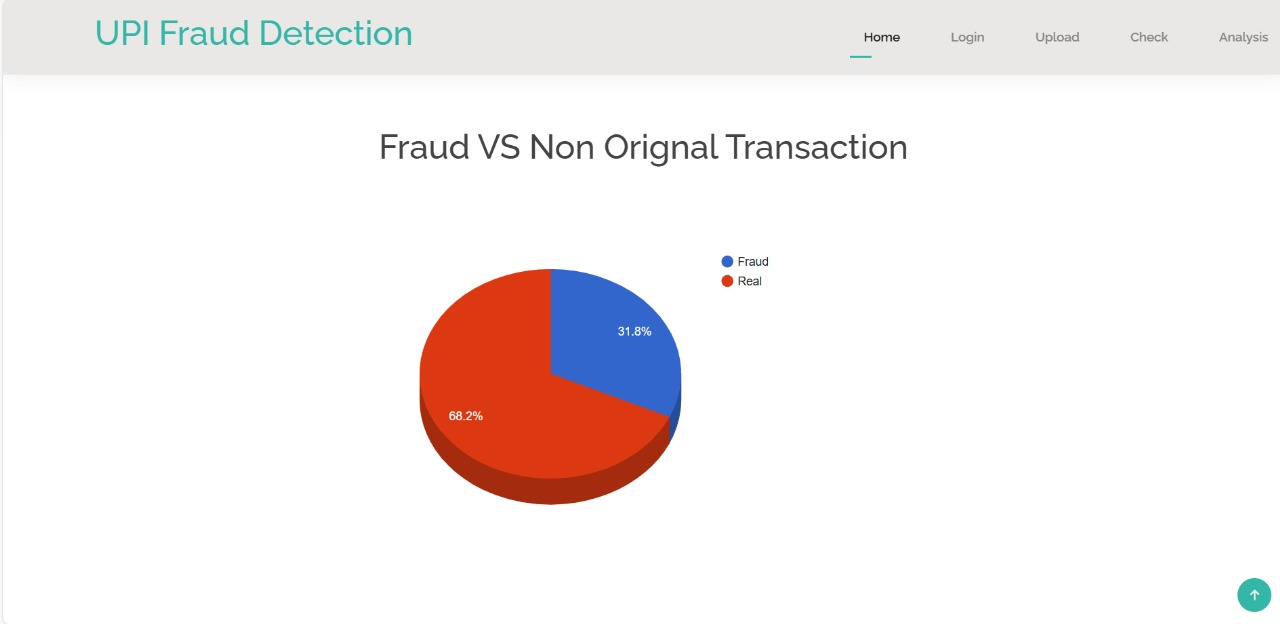 UPI Fraud Detection
Home Login Upload Check Analysis
Fraud VS Non Orignal Transaction
Fraud
Real
31.8%
68.2%